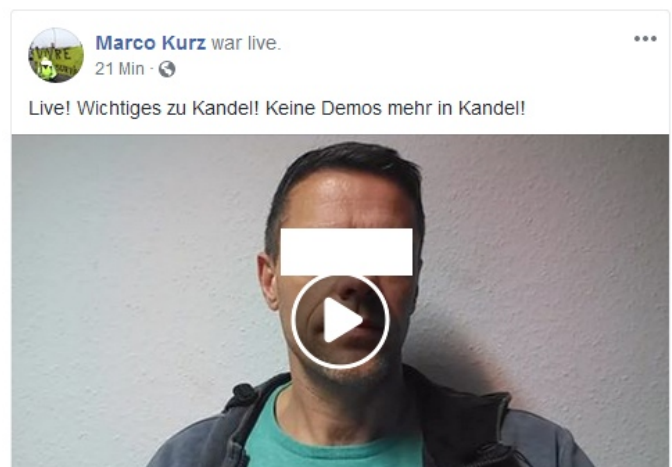 Marco Kurz war live.
21 Min ·
Live! Wichtiges zu Kandel! Keine Demos mehr in Kandel!